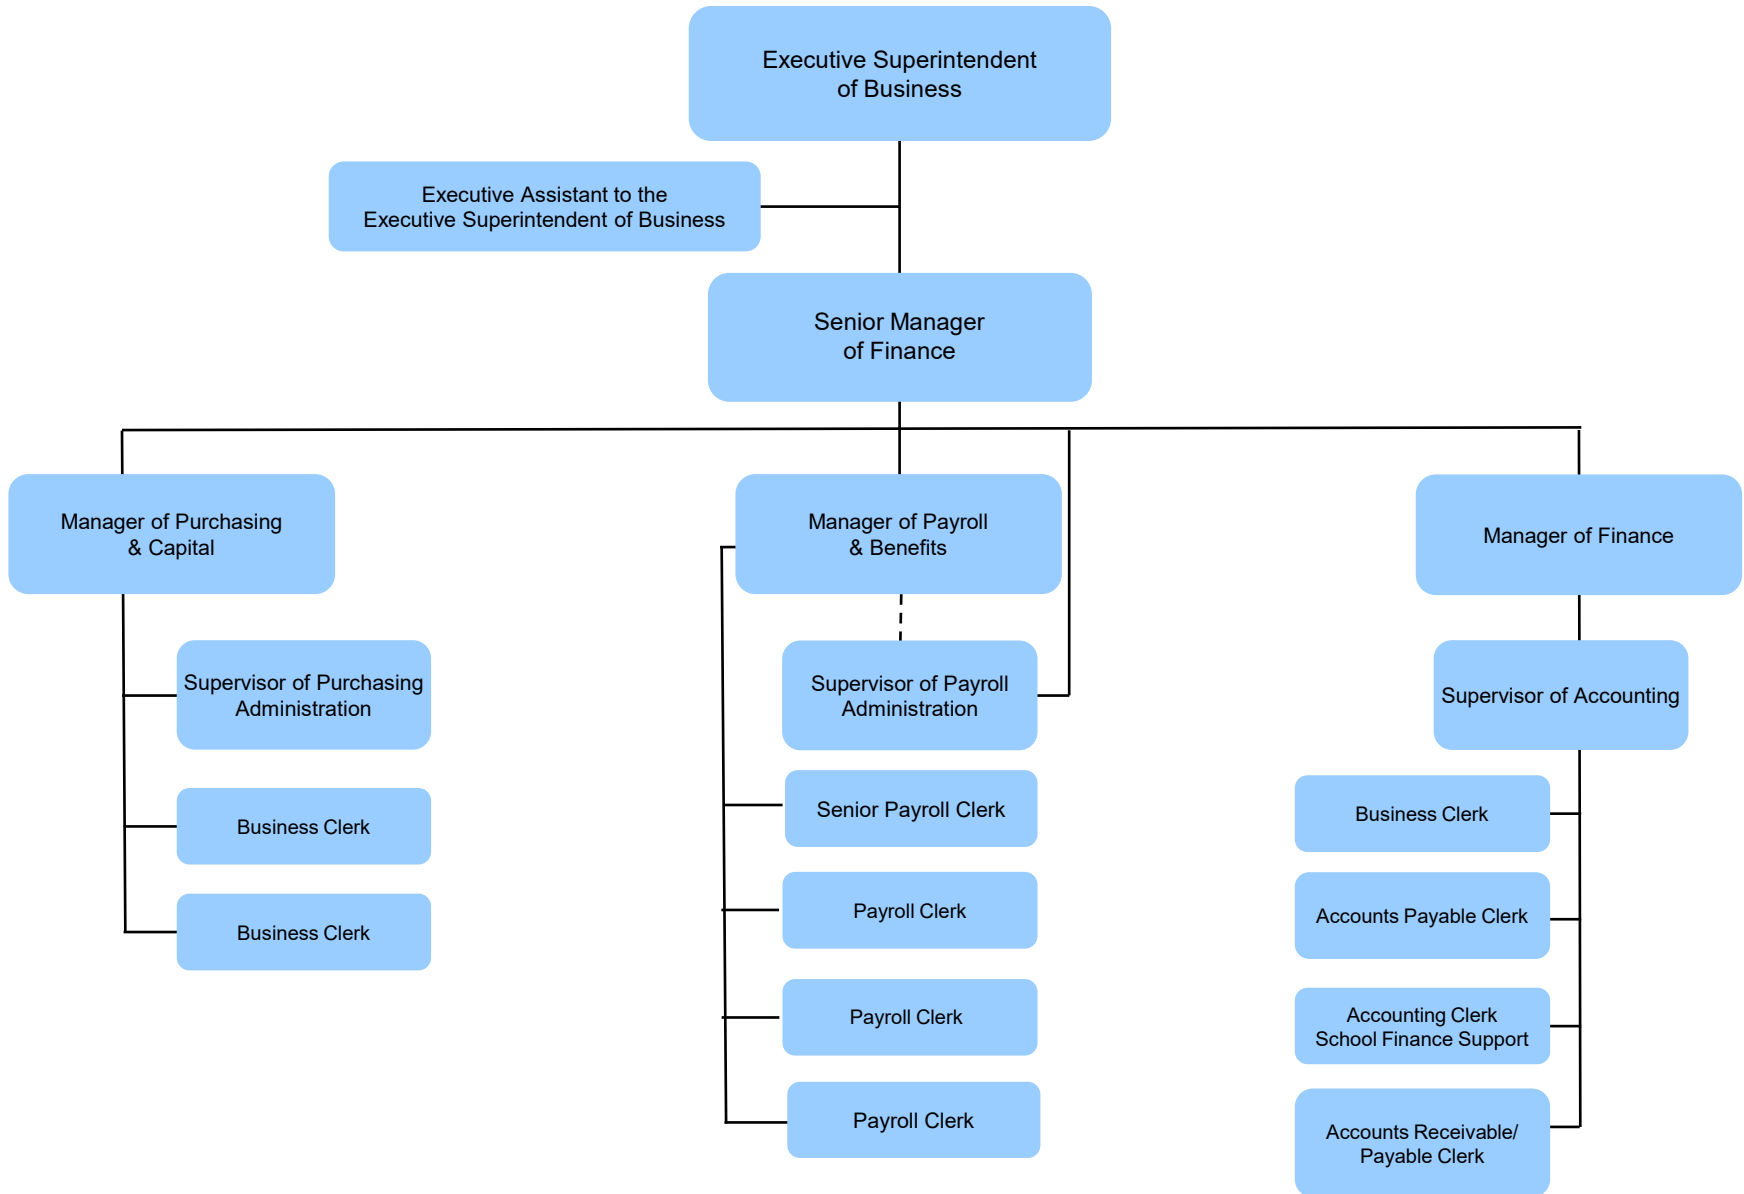 Executive Superintendent
of Business
Executive Assistant to the
Executive Superintendent of Business
Senior Manager
of Finance
Manager of Purchasing
& Capital
Supervisor of Purchasing
Administration
Business Clerk
Business Clerk
Manager of Payroll
& Benefits
Supervisor of Payroll
Administration
Senior Payroll Clerk
Payroll Clerk
Payroll Clerk
Payroll Clerk
Manager of Finance
Supervisor of Accounting
Business Clerk
Accounts Payable Clerk
Accounting Clerk
School Finance Support
Accounts Receivable/
Payable Clerk